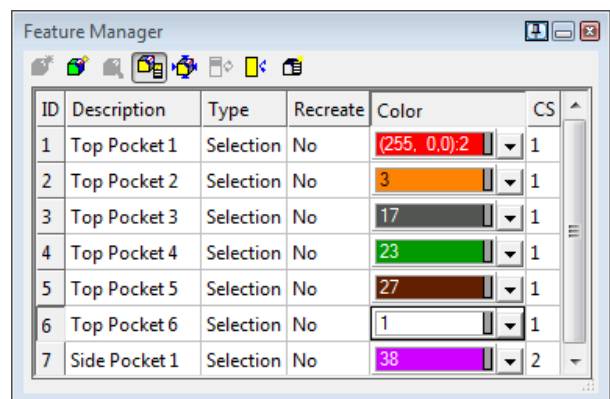 Feature Manager
ID Description Type Recreate Color CS
1 Top Pocket 1 Selection No (255, 0,0):2 1
2 Top Pocket 2 Selection No 3 1
3 Top Pocket 3 Selection No 17 1
4 Top Pocket 4 Selection No 23 1
5 Top Pocket 5 Selection No 27 1
6 Top Pocket 6 Selection No 1 1
7 Side Pocket 1 Selection No 38 2